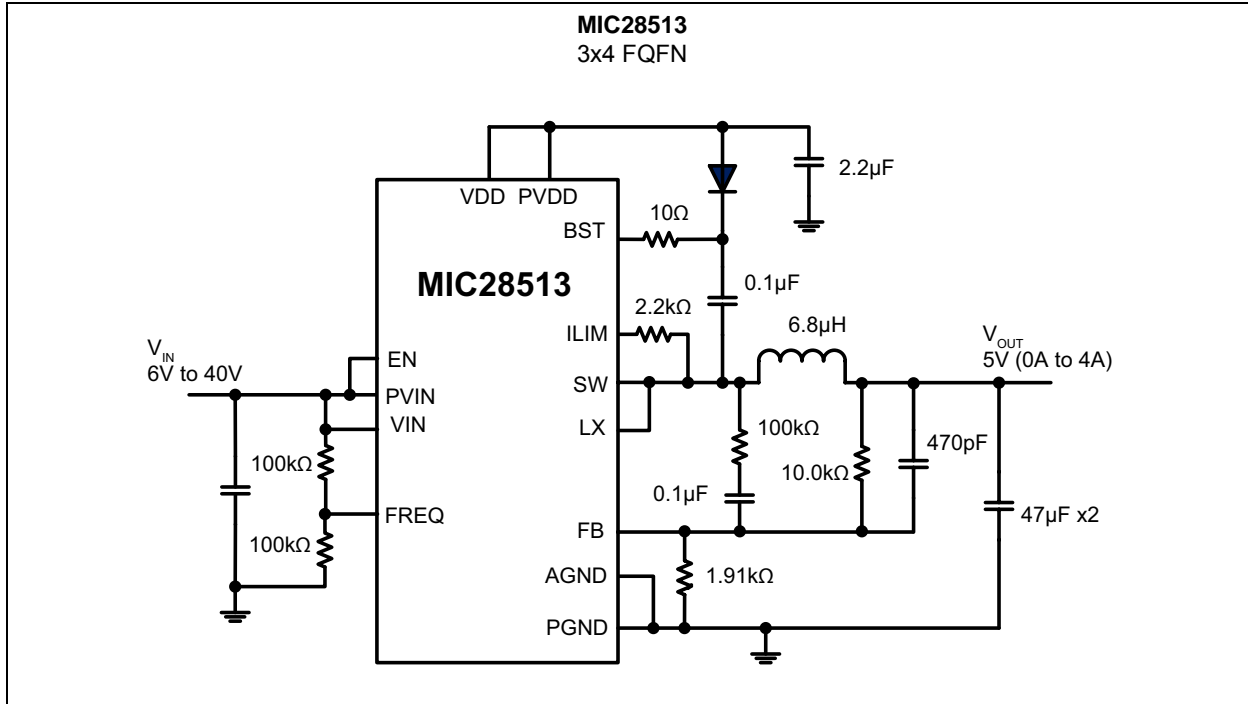 MIC28513
3x4 FQFN
VDD PVDD
2.2µF
BST
10Ω
MIC28513
0.1µF
2.2kΩ
ILIM
6.8µH
V_IN
6V to 40V
V_OUT
5V (0A to 4A)
EN
SW
PVIN
VIN
LX
100kΩ
100kΩ
470pF
10.0kΩ
0.1µF
FREQ
FB
47µF x2
100kΩ
AGND
1.91kΩ
PGND